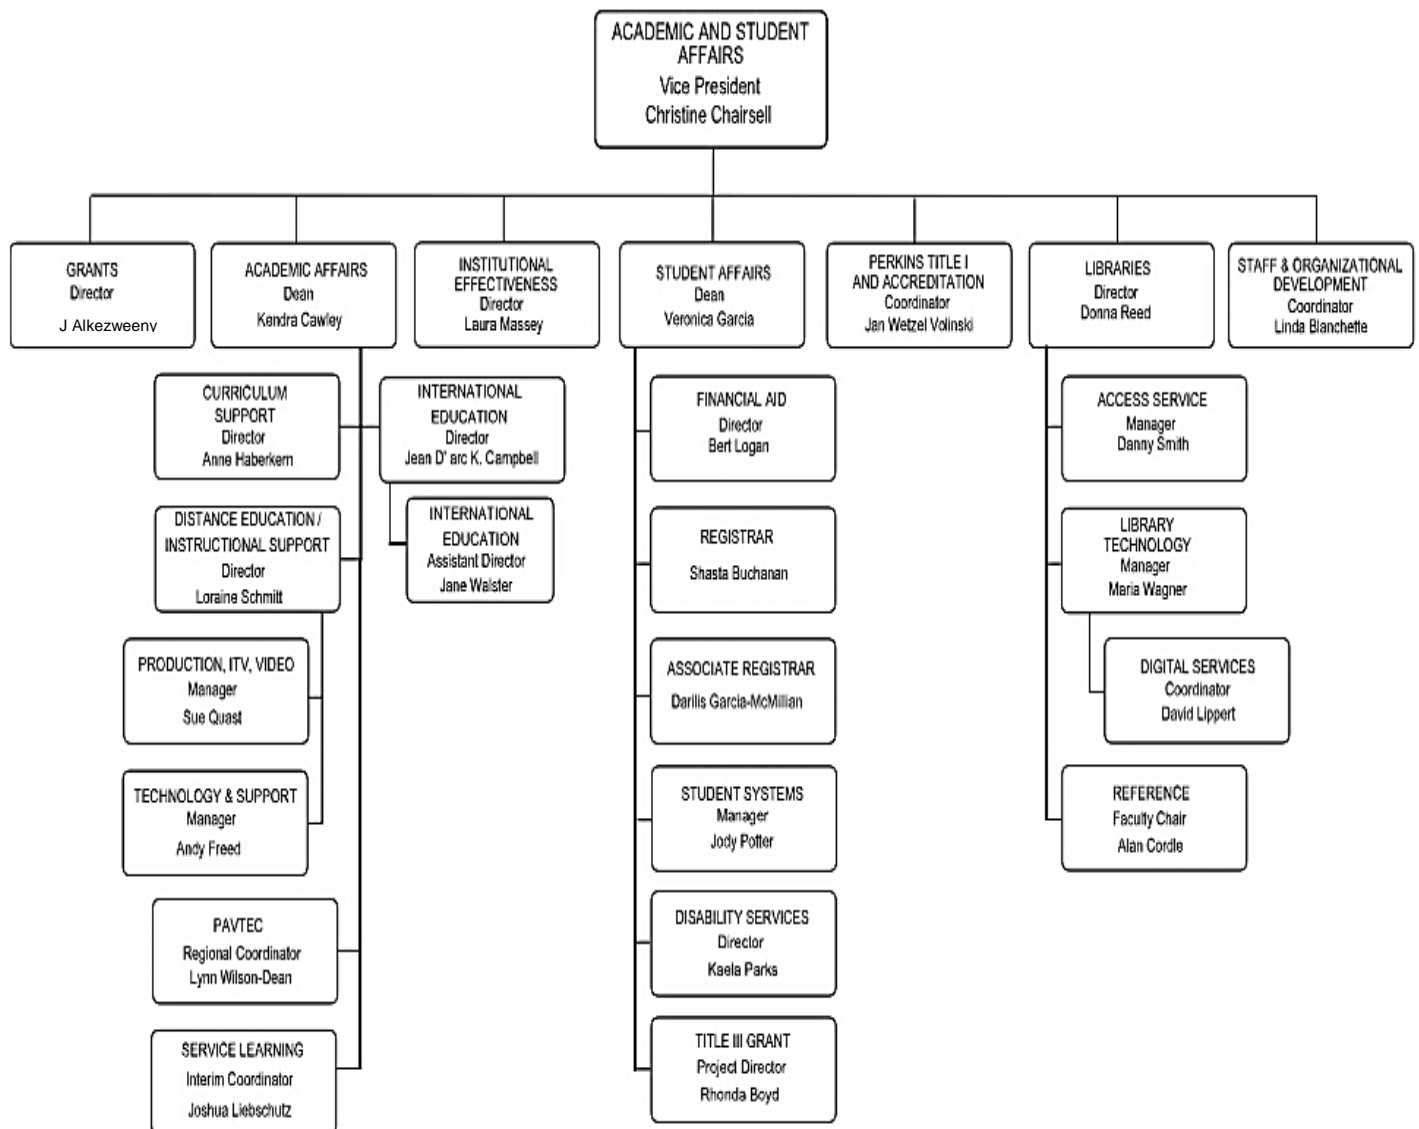 ACADEMIC AND STUDENT
AFFAIRS
Vice President
Christine Chairsell
GRANTS
Director
J Alkezweenv
ACADEMIC AFFAIRS
Dean
Kendra Cawley
INSTITUTIONAL
EFFECTIVENESS
Director
Laura Massey
STUDENT AFFAIRS
Dean
Veronica Garcia
PERKINS TITLE I
AND ACCREDITATION
Coordinator
Jan Wetzel Volinski
LIBRARIES
Director
Donna Reed
STAFF & ORGANIZATIONAL
DEVELOPMENT
Coordinator
Linda Blanchette
CURRICULUM
SUPPORT
Director
Anne Haberkern
INTERNATIONAL
EDUCATION
Director
Jean D' arc K. Campbell
INTERNATIONAL
EDUCATION
Assistant Director
Jane Walster
DISTANCE EDUCATION /
INSTRUCTIONAL SUPPORT
Director
Loraine Schmitt
PRODUCTION, ITV, VIDEO
Manager
Sue Quast
TECHNOLOGY & SUPPORT
Manager
Andy Freed
PAVTEC
Regional Coordinator
Lynn Wilson-Dean
SERVICE LEARNING
Interim Coordinator
Joshua Liebschutz
FINANCIAL AID
Director
Bert Logan
REGISTRAR
Shasta Buchanan
ASSOCIATE REGISTRAR
Darilis Garcia-McMillian
STUDENT SYSTEMS
Manager
Jody Potter
DISABILITY SERVICES
Director
Kaela Parks
TITLE III GRANT
Project Director
Rhonda Boyd
ACCESS SERVICE
Manager
Danny Smith
LIBRARY
TECHNOLOGY
Manager
Maria Wagner
DIGITAL SERVICES
Coordinator
David Lippert
REFERENCE
Faculty Chair
Alan Cordle